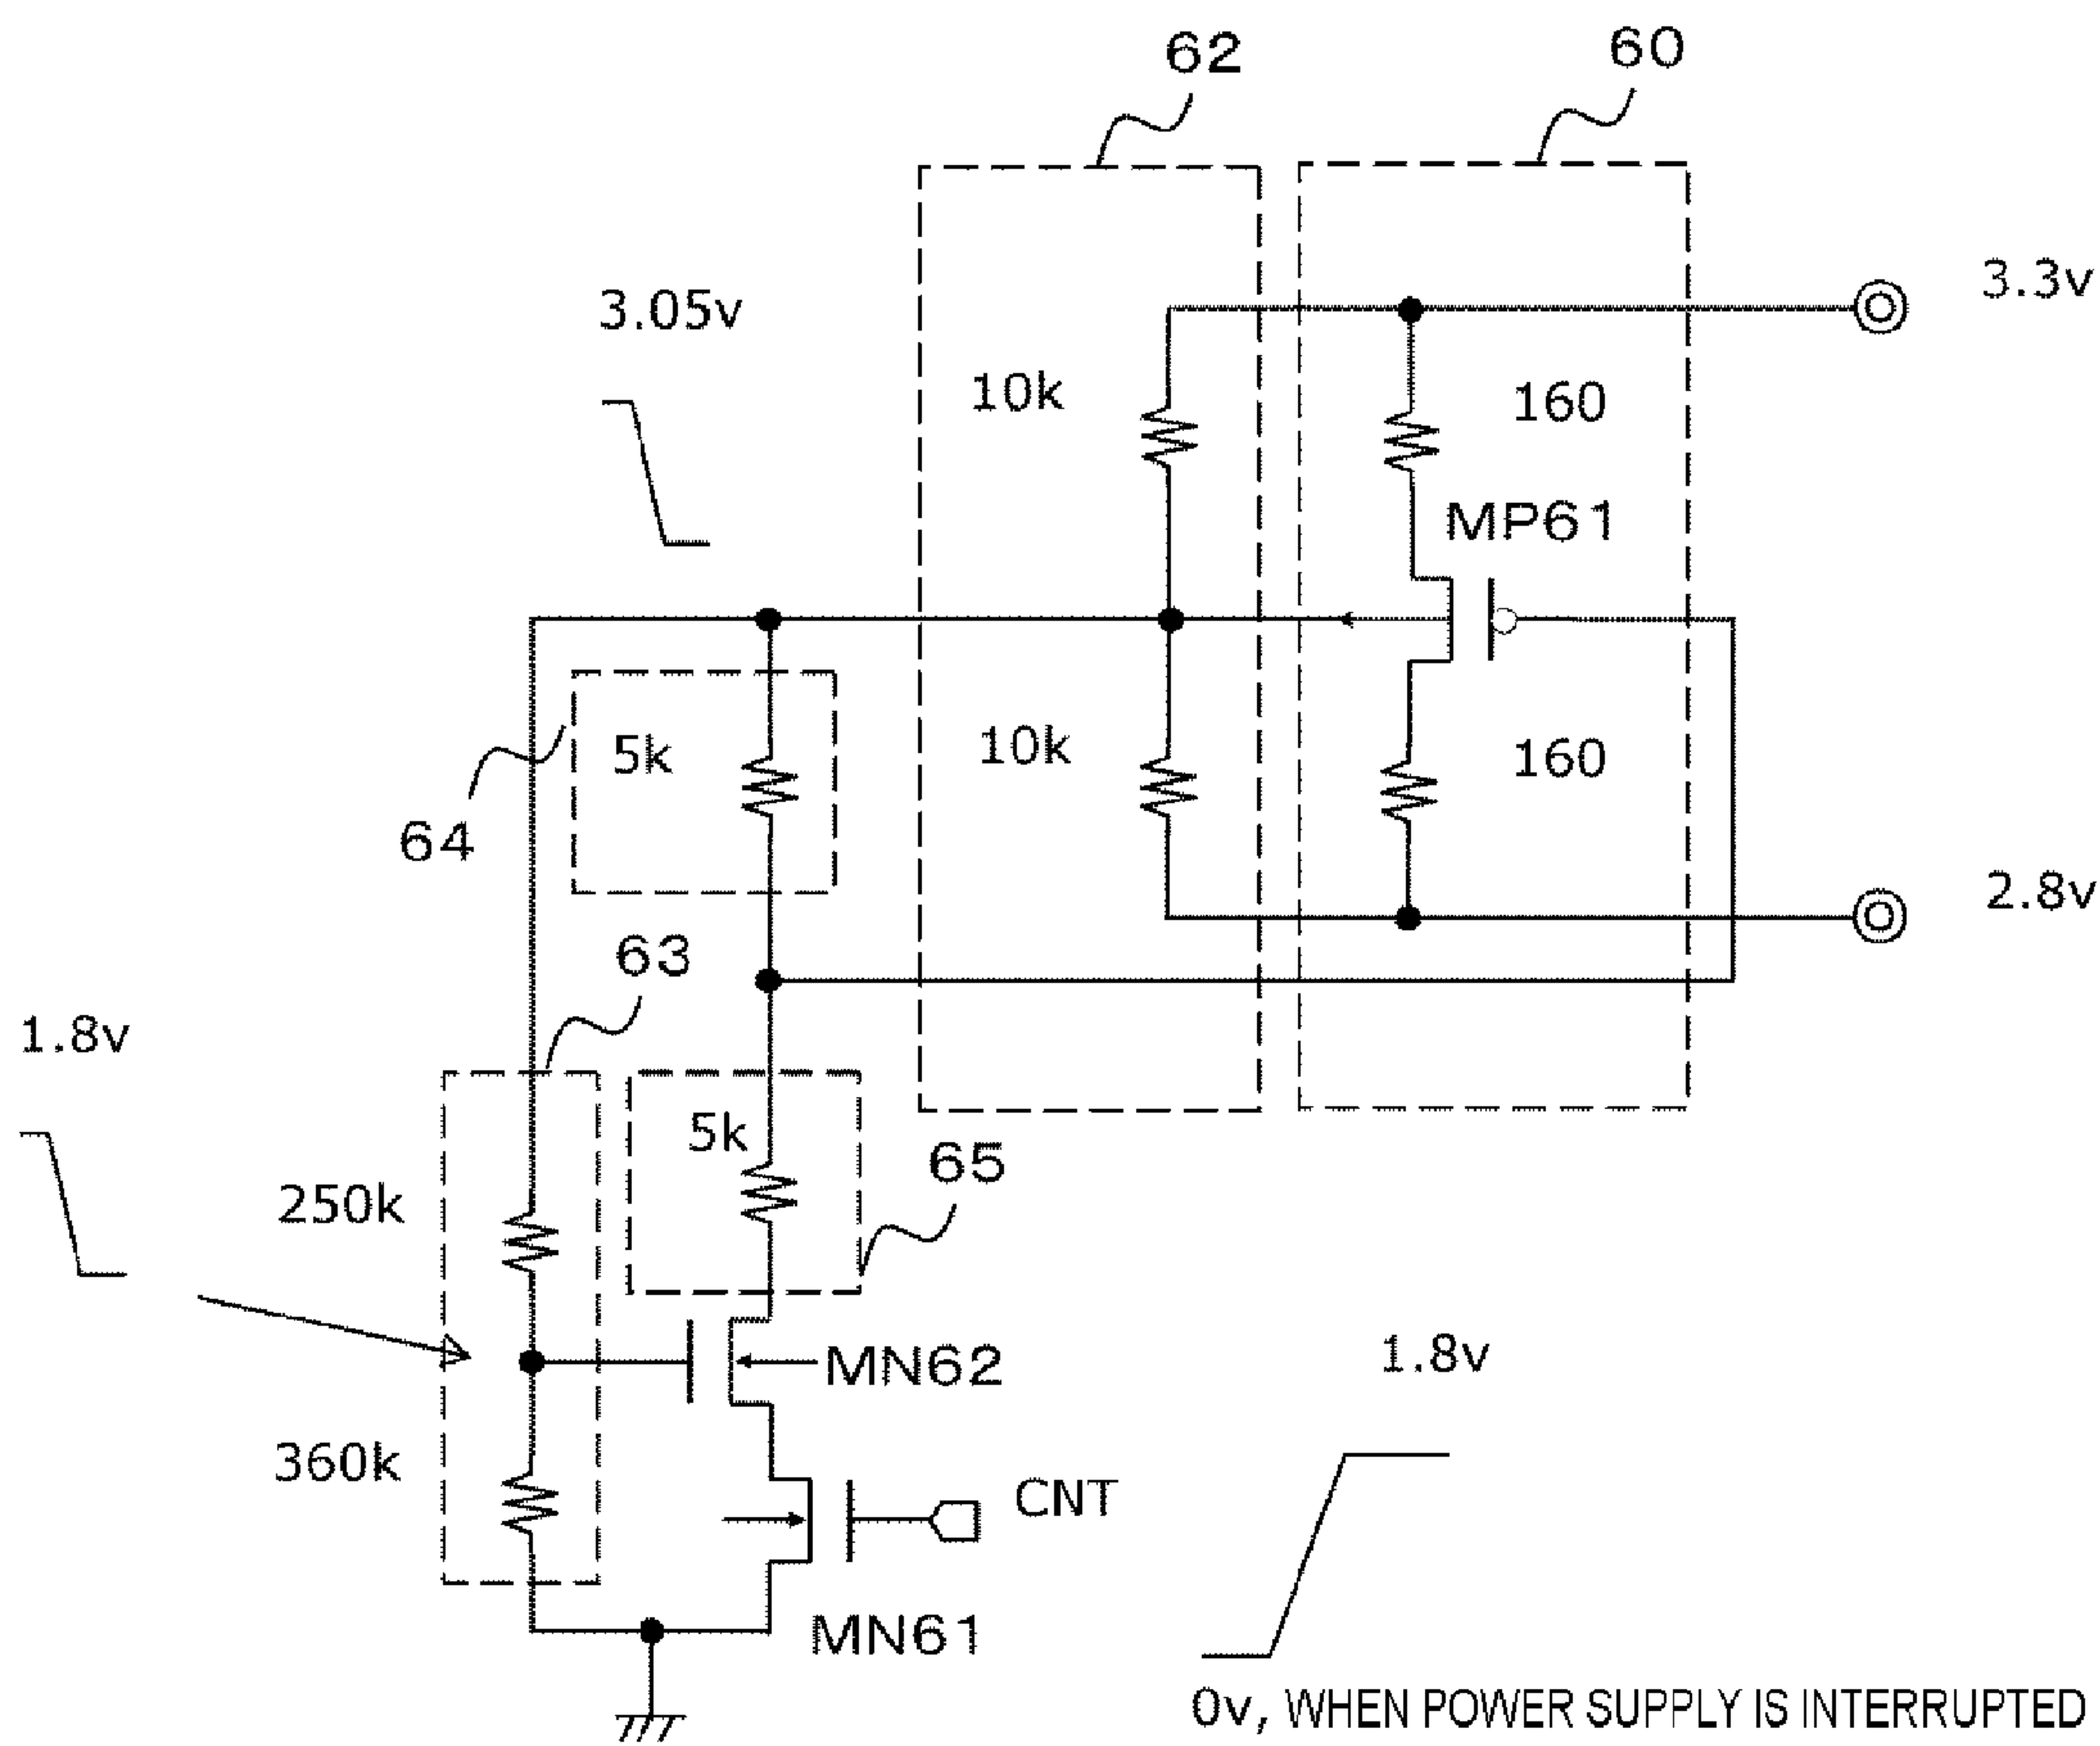 62
60
3.3v
3.05v
10k
160
MP61
5k
10k
160
64
2.8v
63
1.8v
5k
65
250k
MN62
1.8v
360k
CNT
MN61
0v, WHEN POWER SUPPLY IS INTERRUPTED